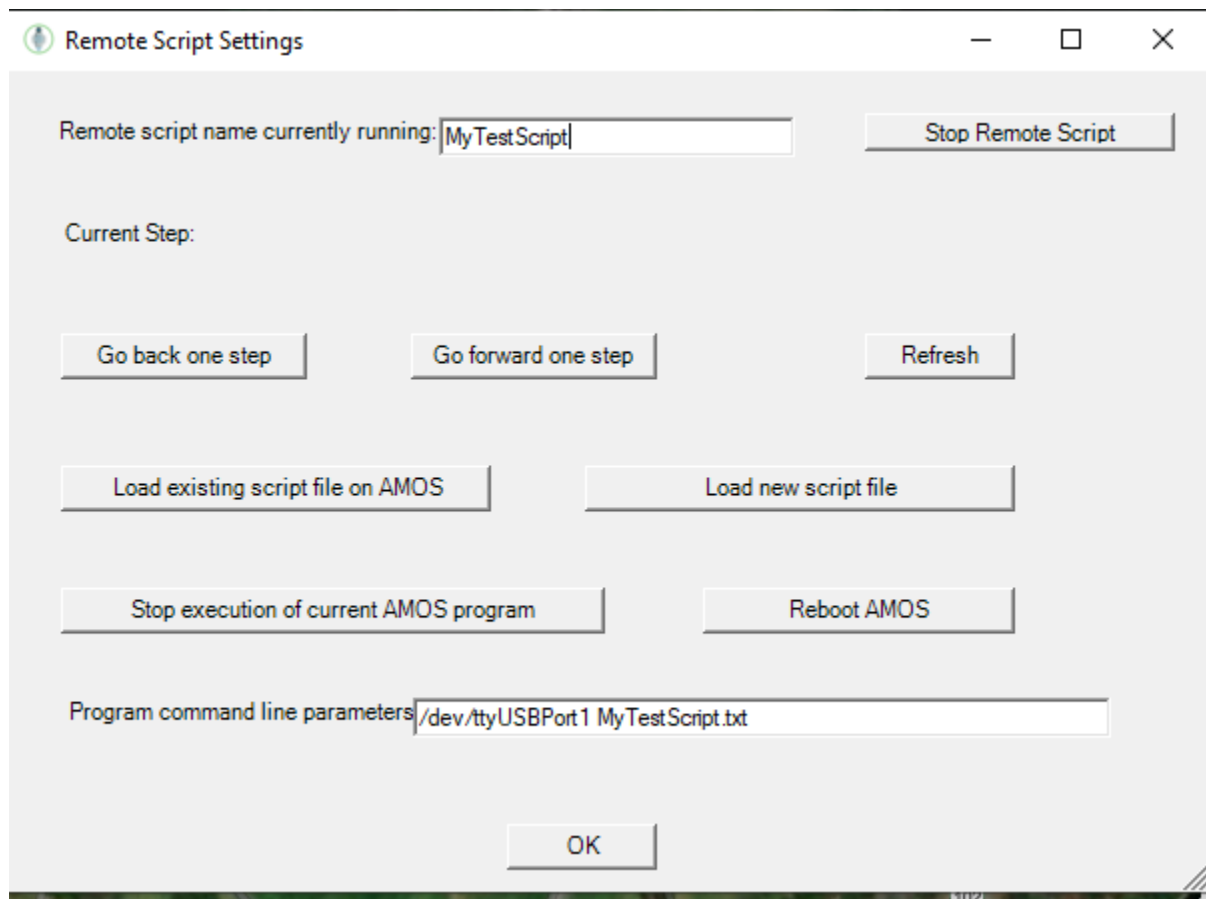 Remote Script Settings
Remote script name currently running: MyTestScript Stop Remote Script
Current Step:
Go back one step Go forward one step Refresh
Load existing script file on AMOS Load new script file
Stop execution of current AMOS program Reboot AMOS
Program command line parameters /dev/ttyUSBPort1 MyTestScript.txt
OK